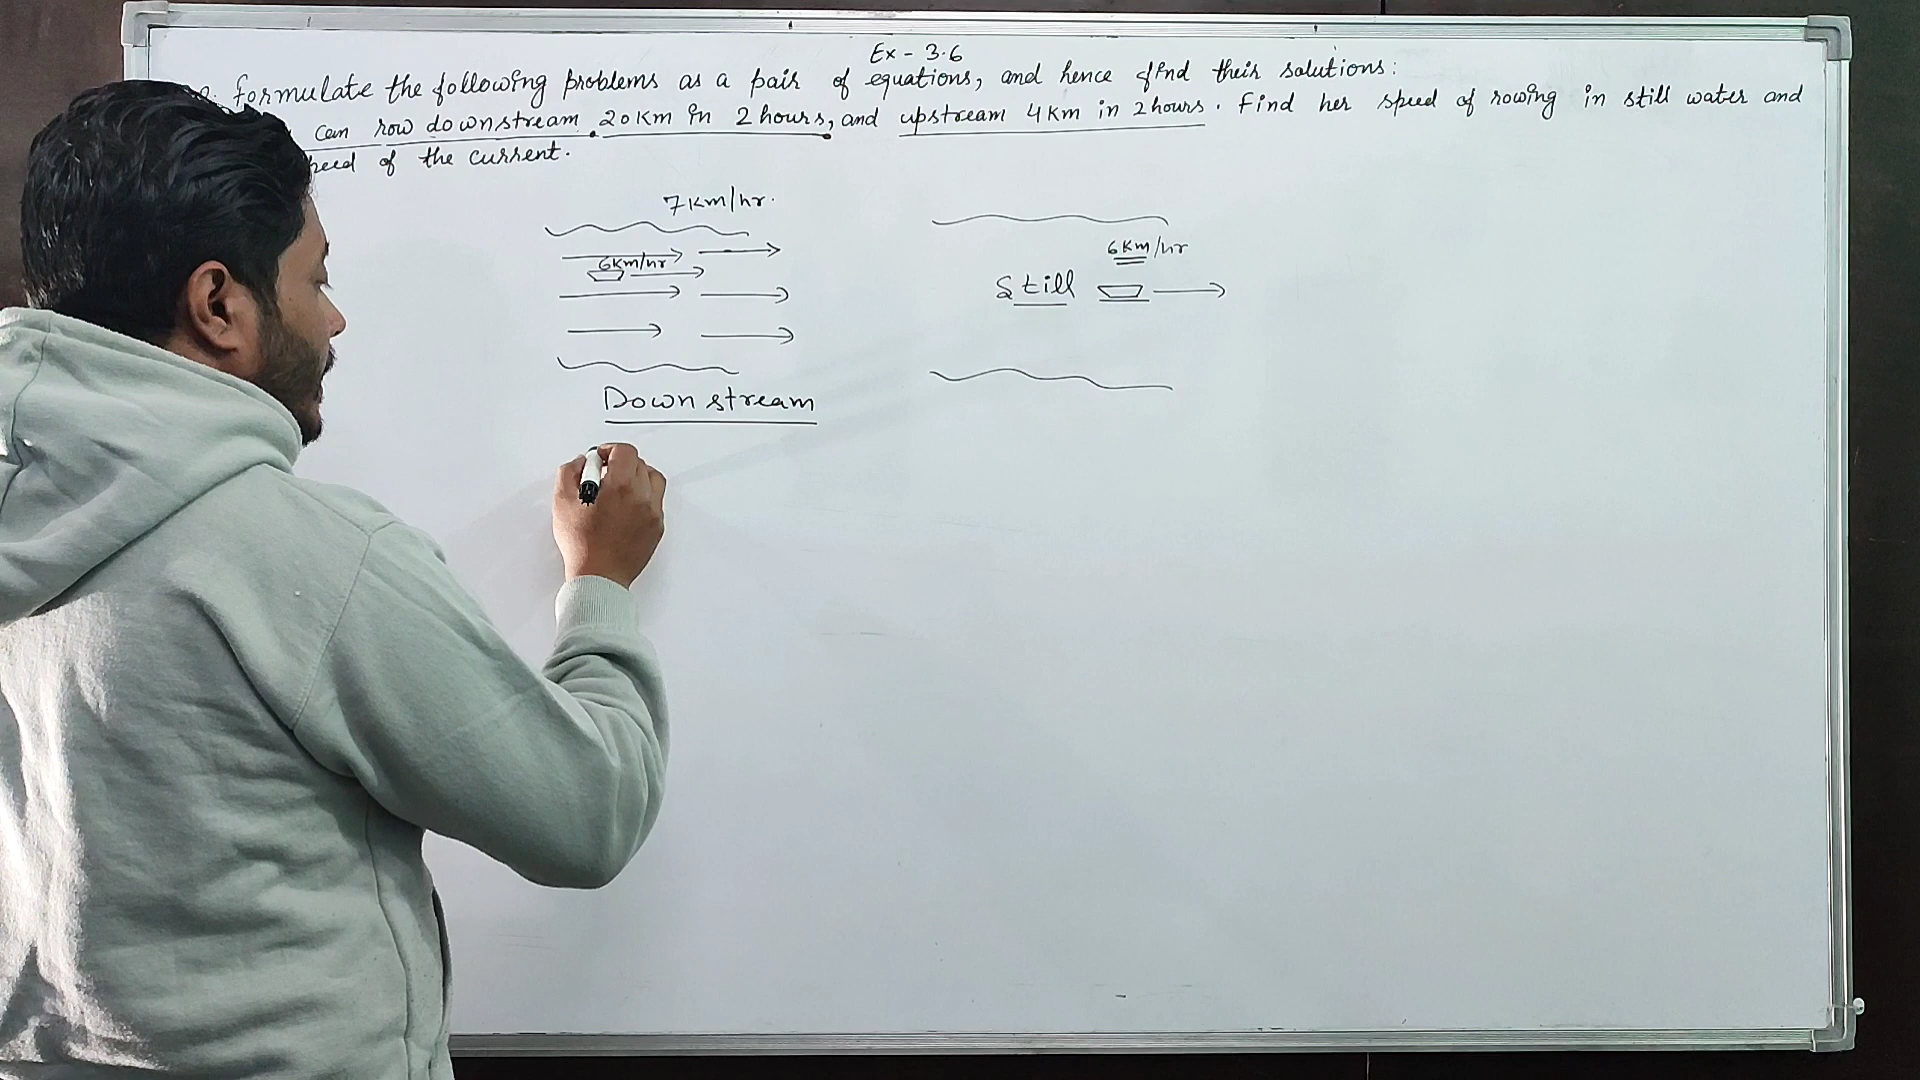 Ex - 3.6
formulate the following problems as a pair of equations, and hence find their solutions:
can row downstream 20km in 2 hours, and upstream 4km in 2 hours. Find her speed of rowing in still water and
of the current.
7km/hr.
6km/hr
6km/hr
Still
Down stream